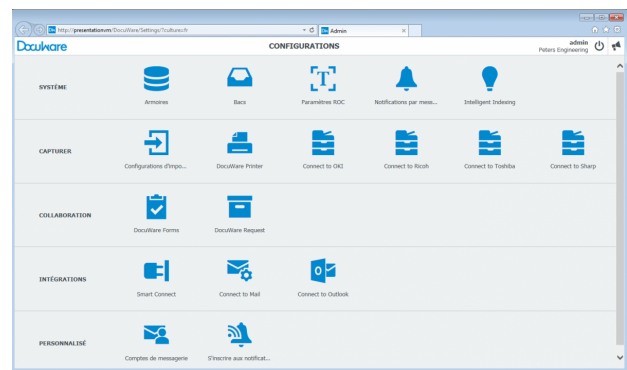 http://presentationvm/DocuWare/Settings/?culture=fr
Admin
DocuWare
CONFIGURATIONS
admin
Peters Engineering
SYSTÈME
Armoires
Bacs
Paramètres ROC
Notifications par mess...
Intelligent Indexing
CAPTURER
Configurations d'impo...
DocuWare Printer
Connect to OKI
Connect to Ricoh
Connect to Toshiba
Connect to Sharp
COLLABORATION
DocuWare Forms
DocuWare Request
INTÉGRATIONS
Smart Connect
Connect to Mail
Connect to Outlook
PERSONNALISÉ
Comptes de messagerie
S'inscrire aux notificat...